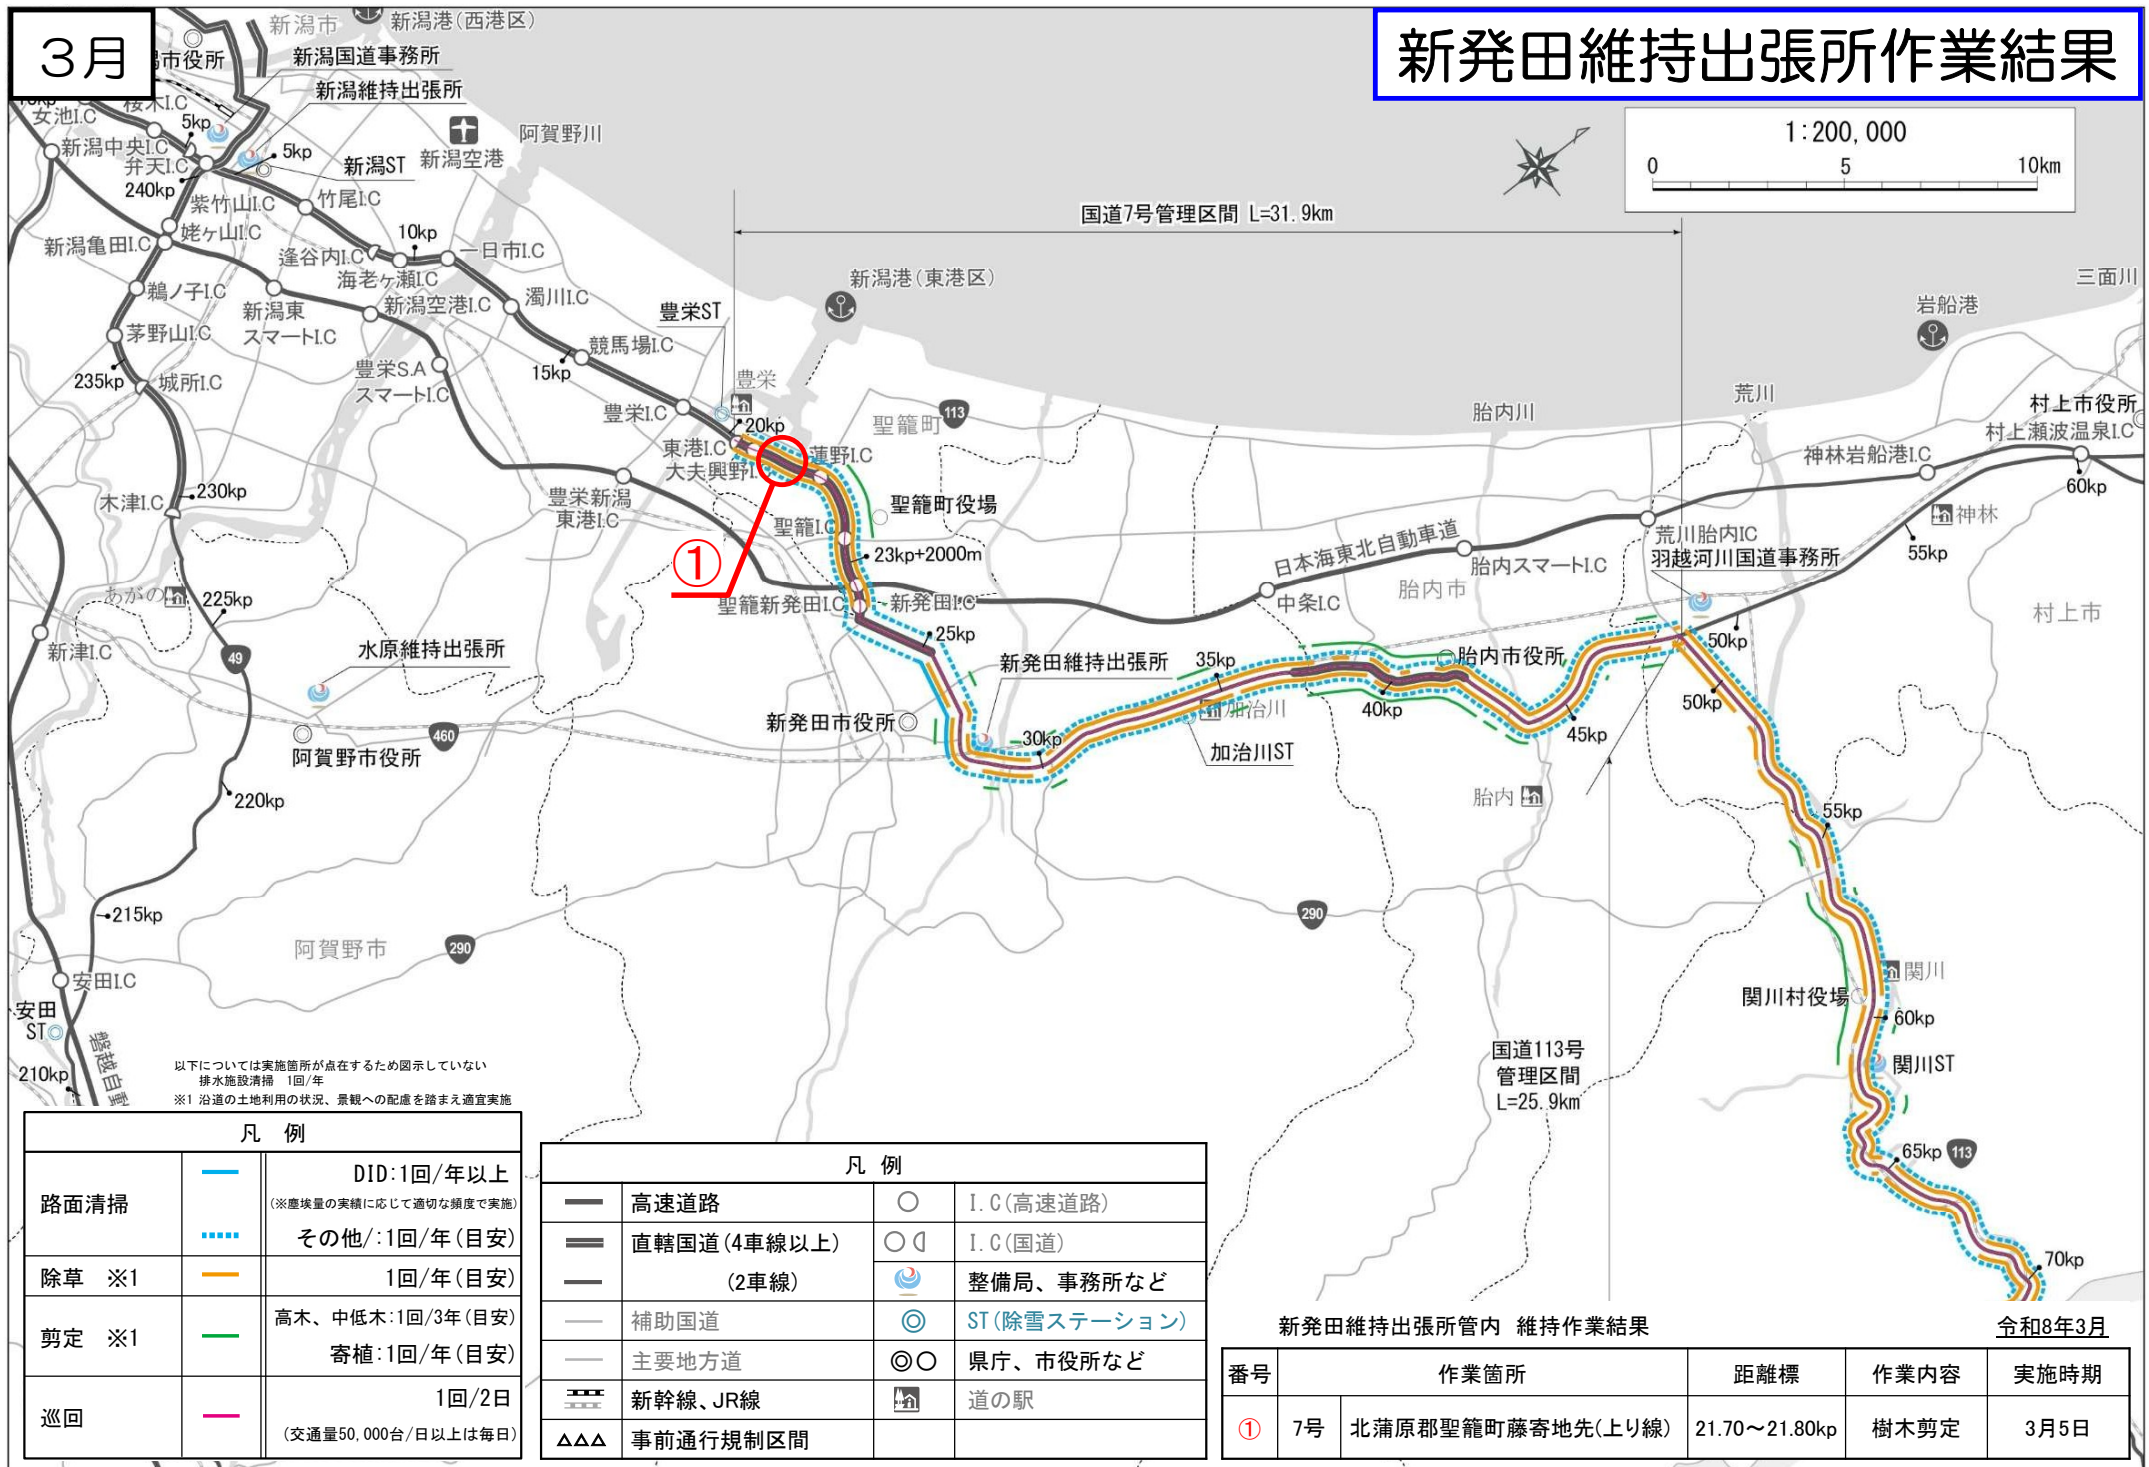 3月
新発田維持出張所作業結果
新潟市
新潟港(西港区)
市役所
新潟国道事務所
新潟維持出張所
桜木I.C
女池I.C
5kp
新潟中央I.C
弁天I.C
5kp
新潟ST
新潟空港
阿賀野川
240kp
紫竹山I.C
竹尾I.C
姥ヶ山I.C
新潟亀田I.C
10kp
逢谷内I.C
一日市I.C
海老ヶ瀬I.C
鵜ノ子I.C
新潟東
スマートI.C
新潟空港I.C
濁川I.C
茅野山I.C
235kp
城所I.C
豊栄S.A
スマートI.C
15kp
競馬場I.C
豊栄ST
豊栄
豊栄I.C
20kp
東港I.C
大夫興野I.
蓮野I.C
新潟港(東港区)
聖籠町
113
国道7号管理区間 L=31.9km
1:200,000
0 5 10km
三面川
岩船港
荒川
胎内川
村上市役所
村上瀬波温泉I.C
神林岩船港I.C
60kp
神林
55kp
木津I.C
230kp
豊栄新潟
東港I.C
聖籠I.C
聖籠町役場
①
23kp+2000m
日本海東北自動車道
胎内スマートI.C
荒川胎内IC
羽越河川国道事務所
あがの
225kp
聖籠新発田I.C
新発田I.C
中条I.C
胎内市
村上市
新津I.C
49
水原維持出張所
25kp
新発田維持出張所
35kp
胎内市役所
50kp
50kp
460
阿賀野市役所
新発田市役所
30kp
加治川
加治川ST
40kp
45kp
220kp
胎内
55kp
215kp
阿賀野市
290
290
安田I.C
安田
ST
磐越自動
210kp
関川
関川村役場
60kp
関川ST
国道113号
管理区間
L=25.9km
65kp
113
70kp
以下については実施箇所が点在するため図示していない
排水施設清掃 1回/年
※1 沿道の土地利用の状況、景観への配慮を踏まえ適宜実施
凡 例
路面清掃 DID:1回/年以上
(※塵埃量の実績に応じて適切な頻度で実施)
その他/:1回/年(目安)
除草 ※1 1回/年(目安)
剪定 ※1 高木、中低木:1回/3年(目安)
寄植:1回/年(目安)
巡回 1回/2日
(交通量50,000台/日以上は毎日)
凡 例
高速道路 I.C(高速道路)
直轄国道(4車線以上) I.C(国道)
(2車線) 整備局、事務所など
補助国道 ST(除雪ステーション)
主要地方道 県庁、市役所など
新幹線、JR線 道の駅
事前通行規制区間
新発田維持出張所管内 維持作業結果 令和8年3月
番号 作業箇所 距離標 作業内容 実施時期
① 7号 北蒲原郡聖籠町藤寄地先(上り線) 21.70～21.80kp 樹木剪定 3月5日